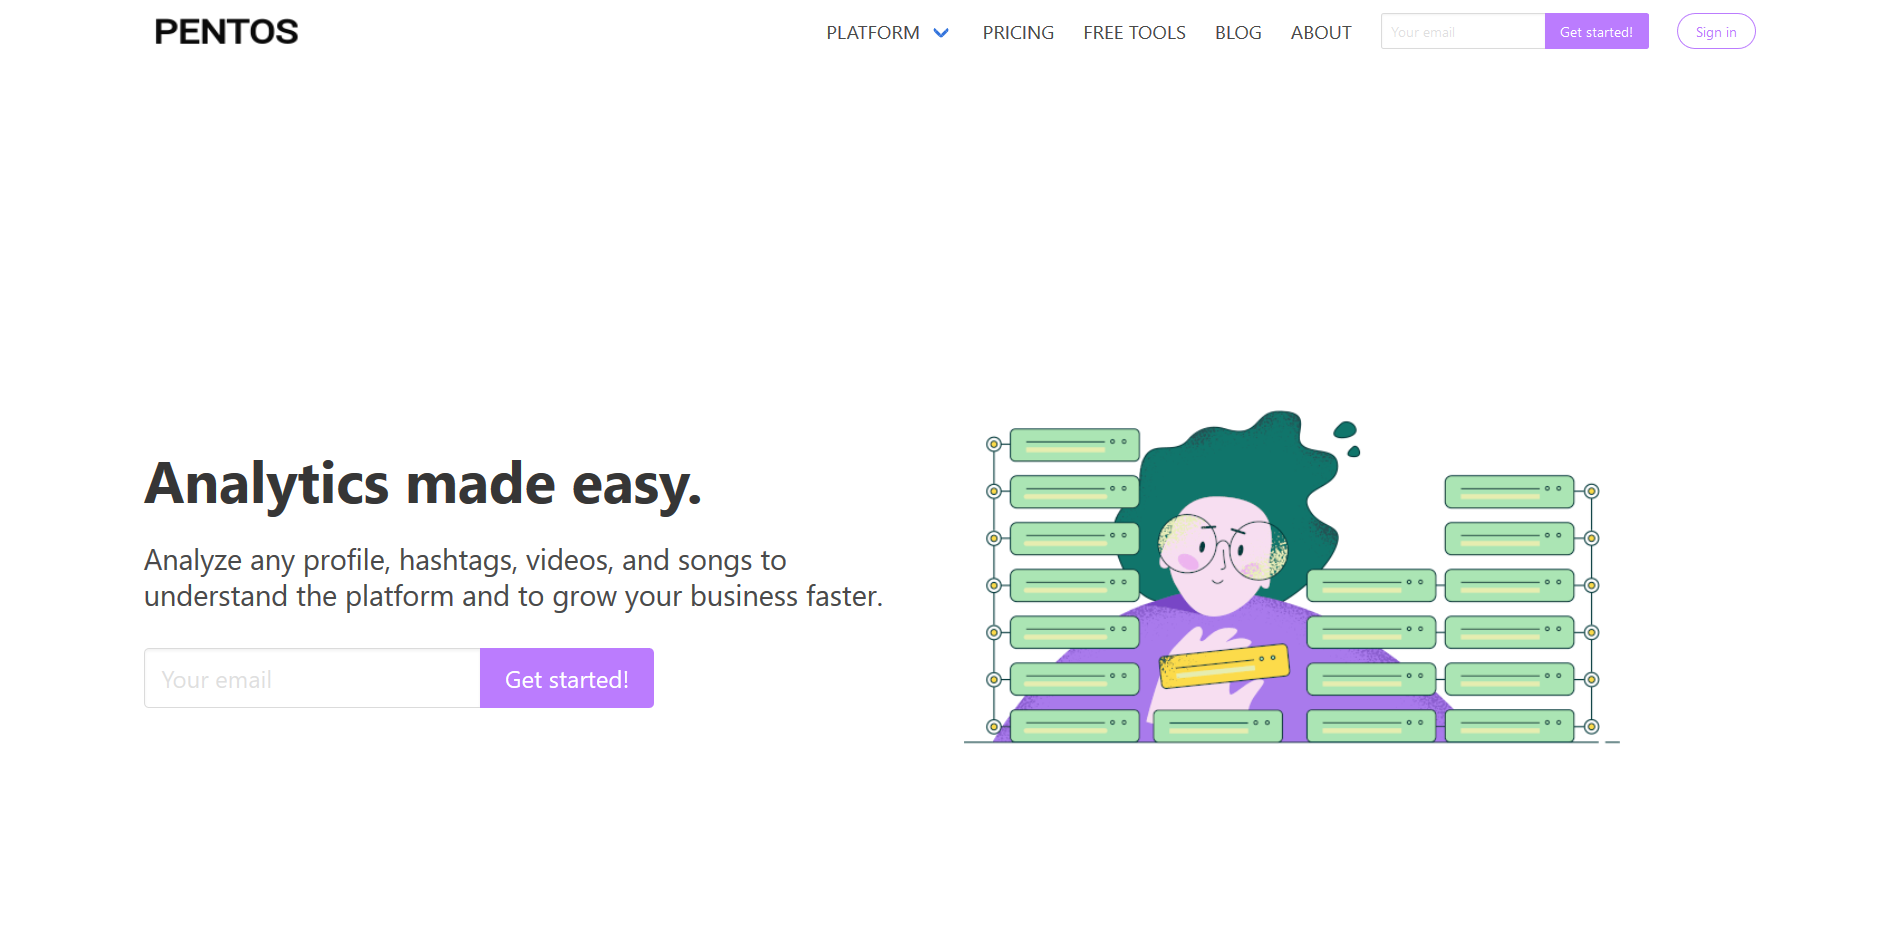 PENTOS
PLATFORM
PRICING
FREE TOOLS
BLOG
ABOUT
Your email
Get started!
Sign in
Analytics made easy.
Analyze any profile, hashtags, videos, and songs to
understand the platform and to grow your business faster.
Your email
Get started!